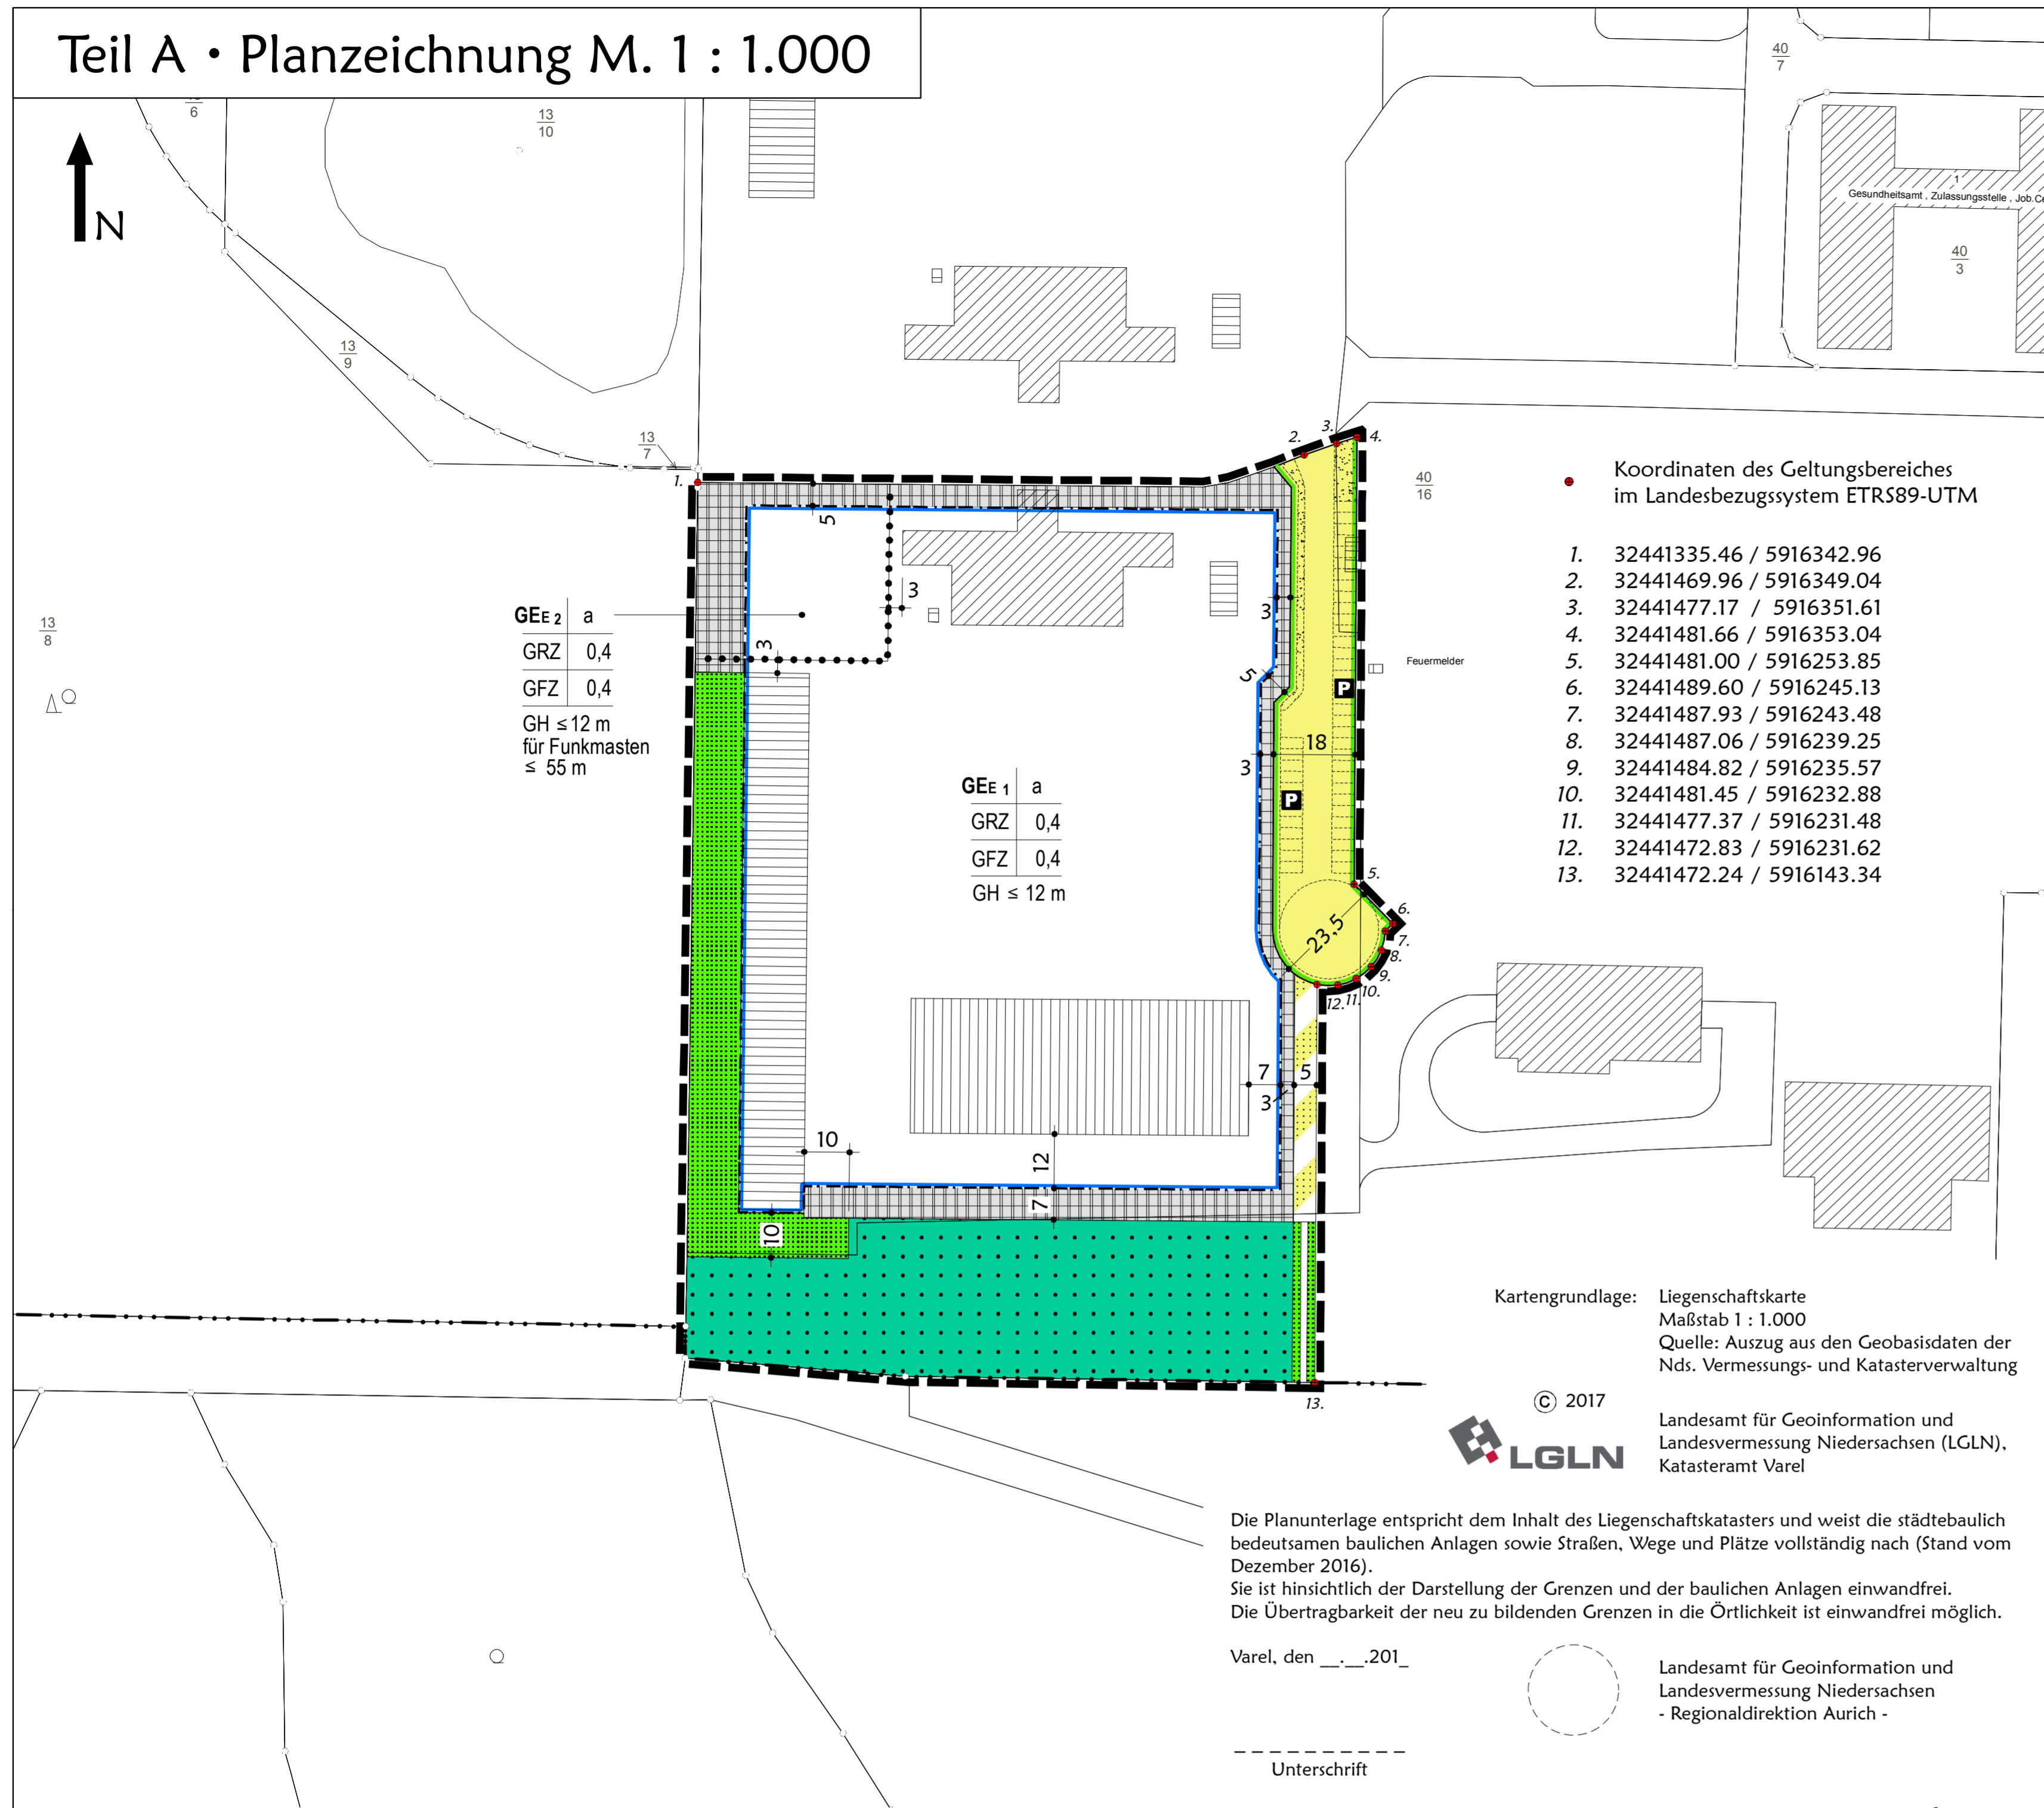 Teil A • Planzeichnung M. 1 : 1.000
N
6
13
10
13
9
13
7
13
8
40
7
1
Gesundheitsamt , Zulassungsstelle , Job.Ce
40
3
40
16
1.
2.
3.
4.
5
3
3
3
5
3
18
P
P
Feuermelder
GEE 2 a
GRZ 0,4
GFZ 0,4
GH ≤ 12 m
für Funkmasten
≤ 55 m
GEE 1 a
GRZ 0,4
GFZ 0,4
GH ≤ 12 m
5.
6.
7.
8.
9.
10.
11.
12.
23,5
7
5
3
10
12
7
10
13.
Koordinaten des Geltungsbereiches
im Landesbezugssystem ETRS89-UTM
1. 32441335.46 / 5916342.96
2. 32441469.96 / 5916349.04
3. 32441477.17 / 5916351.61
4. 32441481.66 / 5916353.04
5. 32441481.00 / 5916253.85
6. 32441489.60 / 5916245.13
7. 32441487.93 / 5916243.48
8. 32441487.06 / 5916239.25
9. 32441484.82 / 5916235.57
10. 32441481.45 / 5916232.88
11. 32441477.37 / 5916231.48
12. 32441472.83 / 5916231.62
13. 32441472.24 / 5916143.34
Kartengrundlage: Liegenschaftskarte
Maßstab 1 : 1.000
Quelle: Auszug aus den Geobasisdaten der
Nds. Vermessungs- und Katasterverwaltung
© 2017
LGLN
Landesamt für Geoinformation und
Landesvermessung Niedersachsen (LGLN),
Katasteramt Varel
Die Planunterlage entspricht dem Inhalt des Liegenschaftskatasters und weist die städtebaulich
bedeutsamen baulichen Anlagen sowie Straßen, Wege und Plätze vollständig nach (Stand vom
Dezember 2016).
Sie ist hinsichtlich der Darstellung der Grenzen und der baulichen Anlagen einwandfrei.
Die Übertragbarkeit der neu zu bildenden Grenzen in die Örtlichkeit ist einwandfrei möglich.
Varel, den __.__.201_
Landesamt für Geoinformation und
Landesvermessung Niedersachsen
- Regionaldirektion Aurich -
Unterschrift